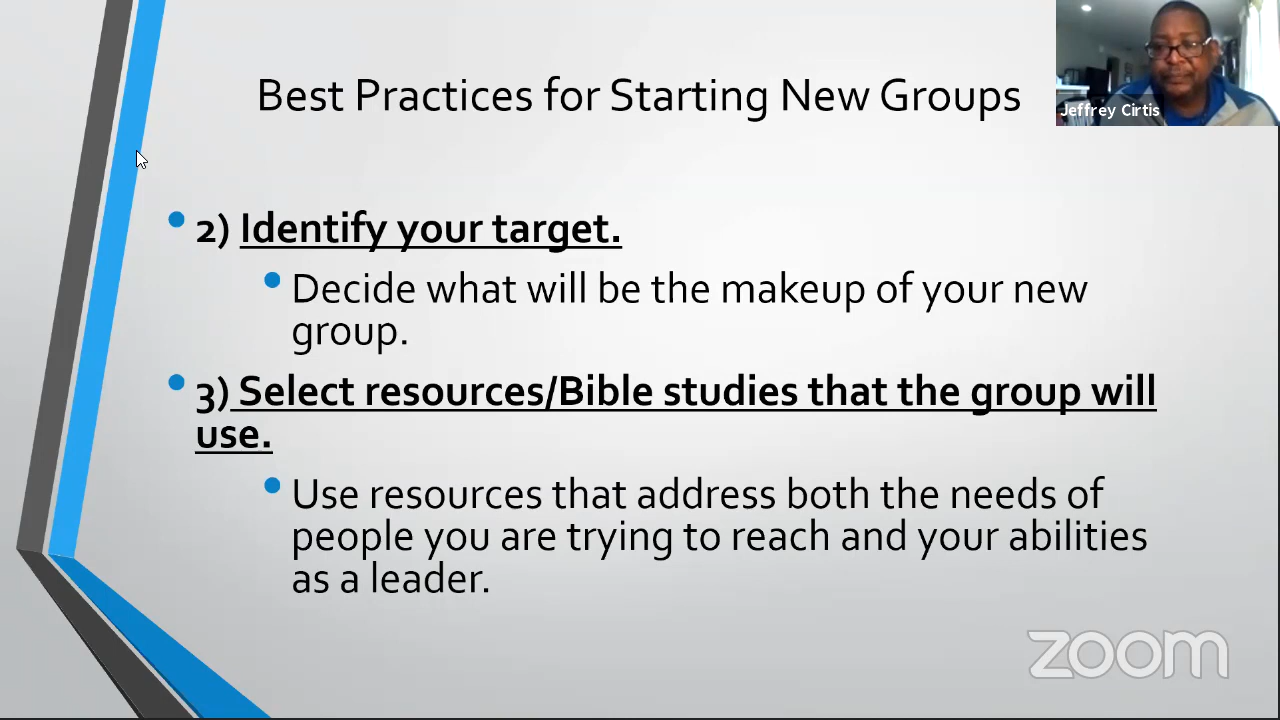 Best Practices for Starting New Groups
Jeffrey Cirtis
2) Identify your target.
Decide what will be the makeup of your new
group.
3) Select resources/Bible studies that the group will
use.
Use resources that address both the needs of
people you are trying to reach and your abilities
as a leader.
zoom